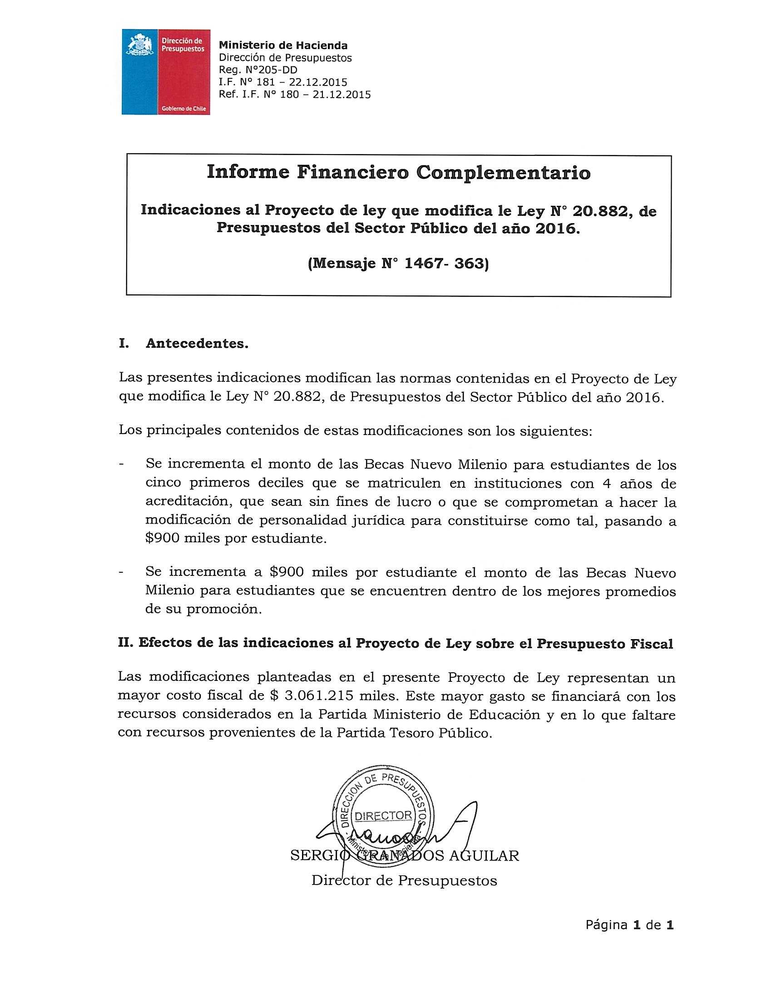 Dirección de
Presupuestos
Gobierno de Chile
Ministerio de Hacienda
Dirección de Presupuestos
Reg. N°205-DD
I.F. N° 181 – 22.12.2015
Ref. I.F. N° 180 – 21.12.2015
Informe Financiero Complementario
Indicaciones al Proyecto de ley que modifica le Ley N° 20.882, de
Presupuestos del Sector Público del año 2016.
(Mensaje N° 1467- 363)
I. Antecedentes.
Las presentes indicaciones modifican las normas contenidas en el Proyecto de Ley
que modifica le Ley N° 20.882, de Presupuestos del Sector Público del año 2016.
Los principales contenidos de estas modificaciones son los siguientes:
- Se incrementa el monto de las Becas Nuevo Milenio para estudiantes de los
cinco primeros deciles que se matriculen en instituciones con 4 años de
acreditación, que sean sin fines de lucro o que se comprometan a hacer la
modificación de personalidad jurídica para constituirse como tal, pasando a
$900 miles por estudiante.
- Se incrementa a $900 miles por estudiante el monto de las Becas Nuevo
Milenio para estudiantes que se encuentren dentro de los mejores promedios
de su promoción.
II. Efectos de las indicaciones al Proyecto de Ley sobre el Presupuesto Fiscal
Las modificaciones planteadas en el presente Proyecto de Ley representan un
mayor costo fiscal de $ 3.061.215 miles. Este mayor gasto se financiará con los
recursos considerados en la Partida Ministerio de Educación y en lo que faltare
con recursos provenientes de la Partida Tesoro Público.
- DIRECCION DE PRESUPUESTOS -
DIRECTOR
Ministerio de Hacienda
SERGIO GRANADOS AGUILAR
Director de Presupuestos
Página 1 de 1